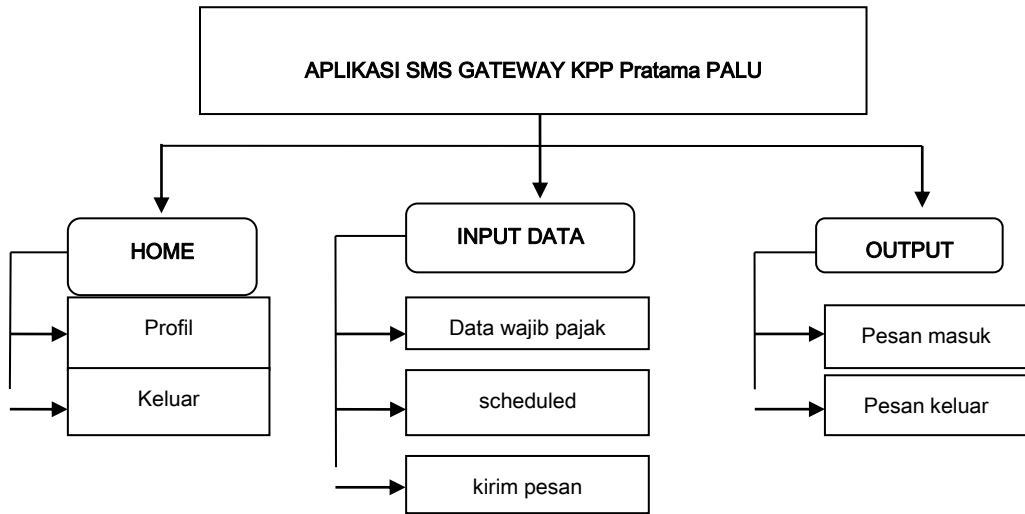 APLIKASI SMS GATEWAY KPP Pratama PALU
HOME
Profil
Keluar
INPUT DATA
Data wajib pajak
scheduled
kirim pesan
OUTPUT
Pesan masuk
Pesan keluar